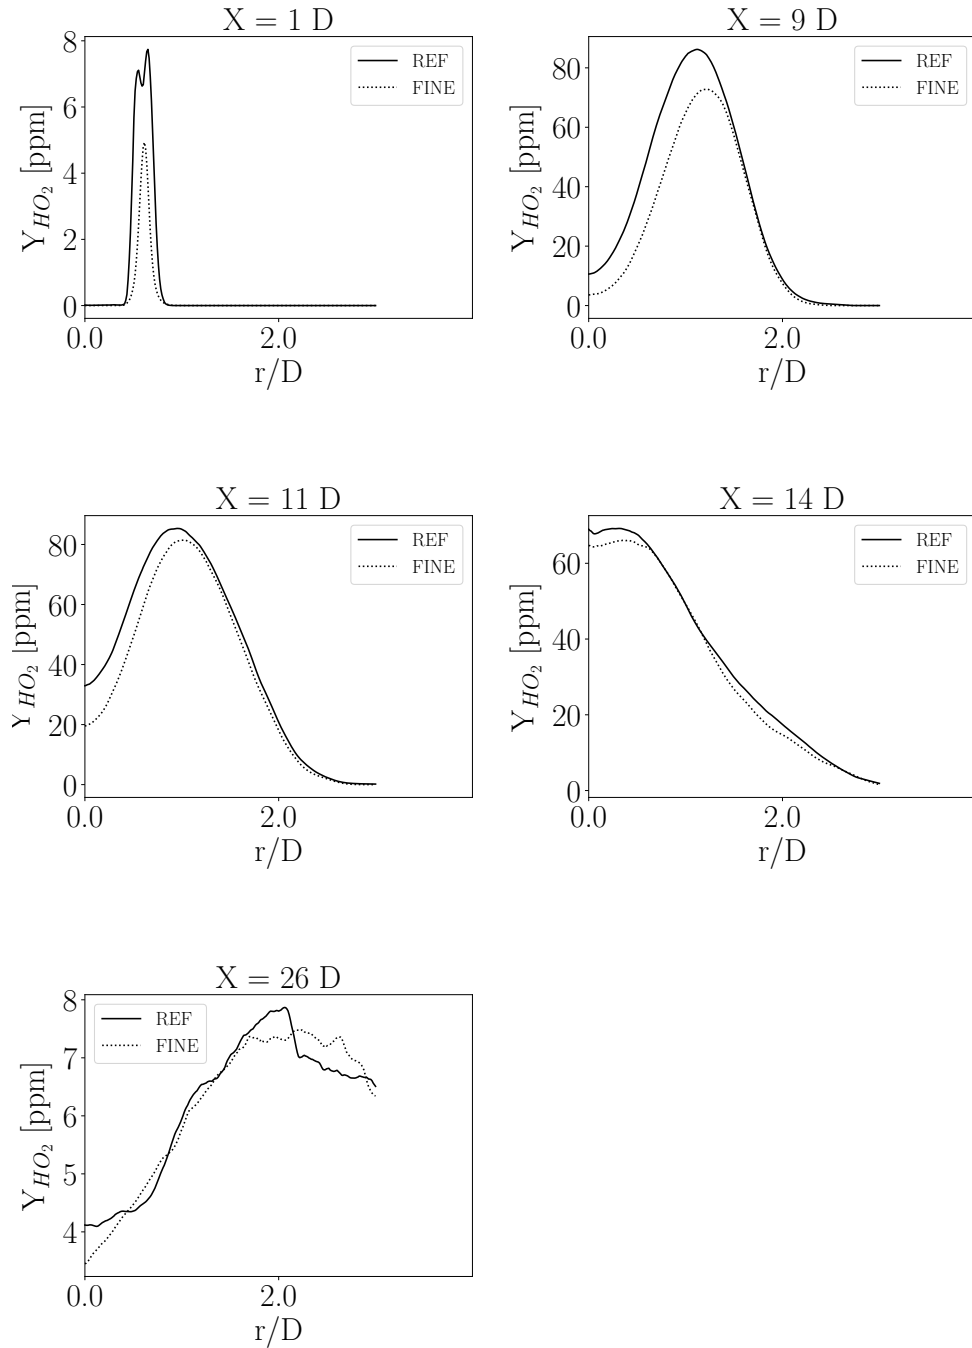 X = 1 D
8
6
4
2
0
Y_{HO_2} [ppm]
REF
FINE
0.0 2.0
r/D
X = 9 D
80
60
40
20
0
Y_{HO_2} [ppm]
REF
FINE
0.0 2.0
r/D
X = 11 D
80
60
40
20
0
Y_{HO_2} [ppm]
REF
FINE
0.0 2.0
r/D
X = 14 D
60
40
20
0
Y_{HO_2} [ppm]
REF
FINE
0.0 2.0
r/D
X = 26 D
8
7
6
5
4
Y_{HO_2} [ppm]
REF
FINE
0.0 2.0
r/D